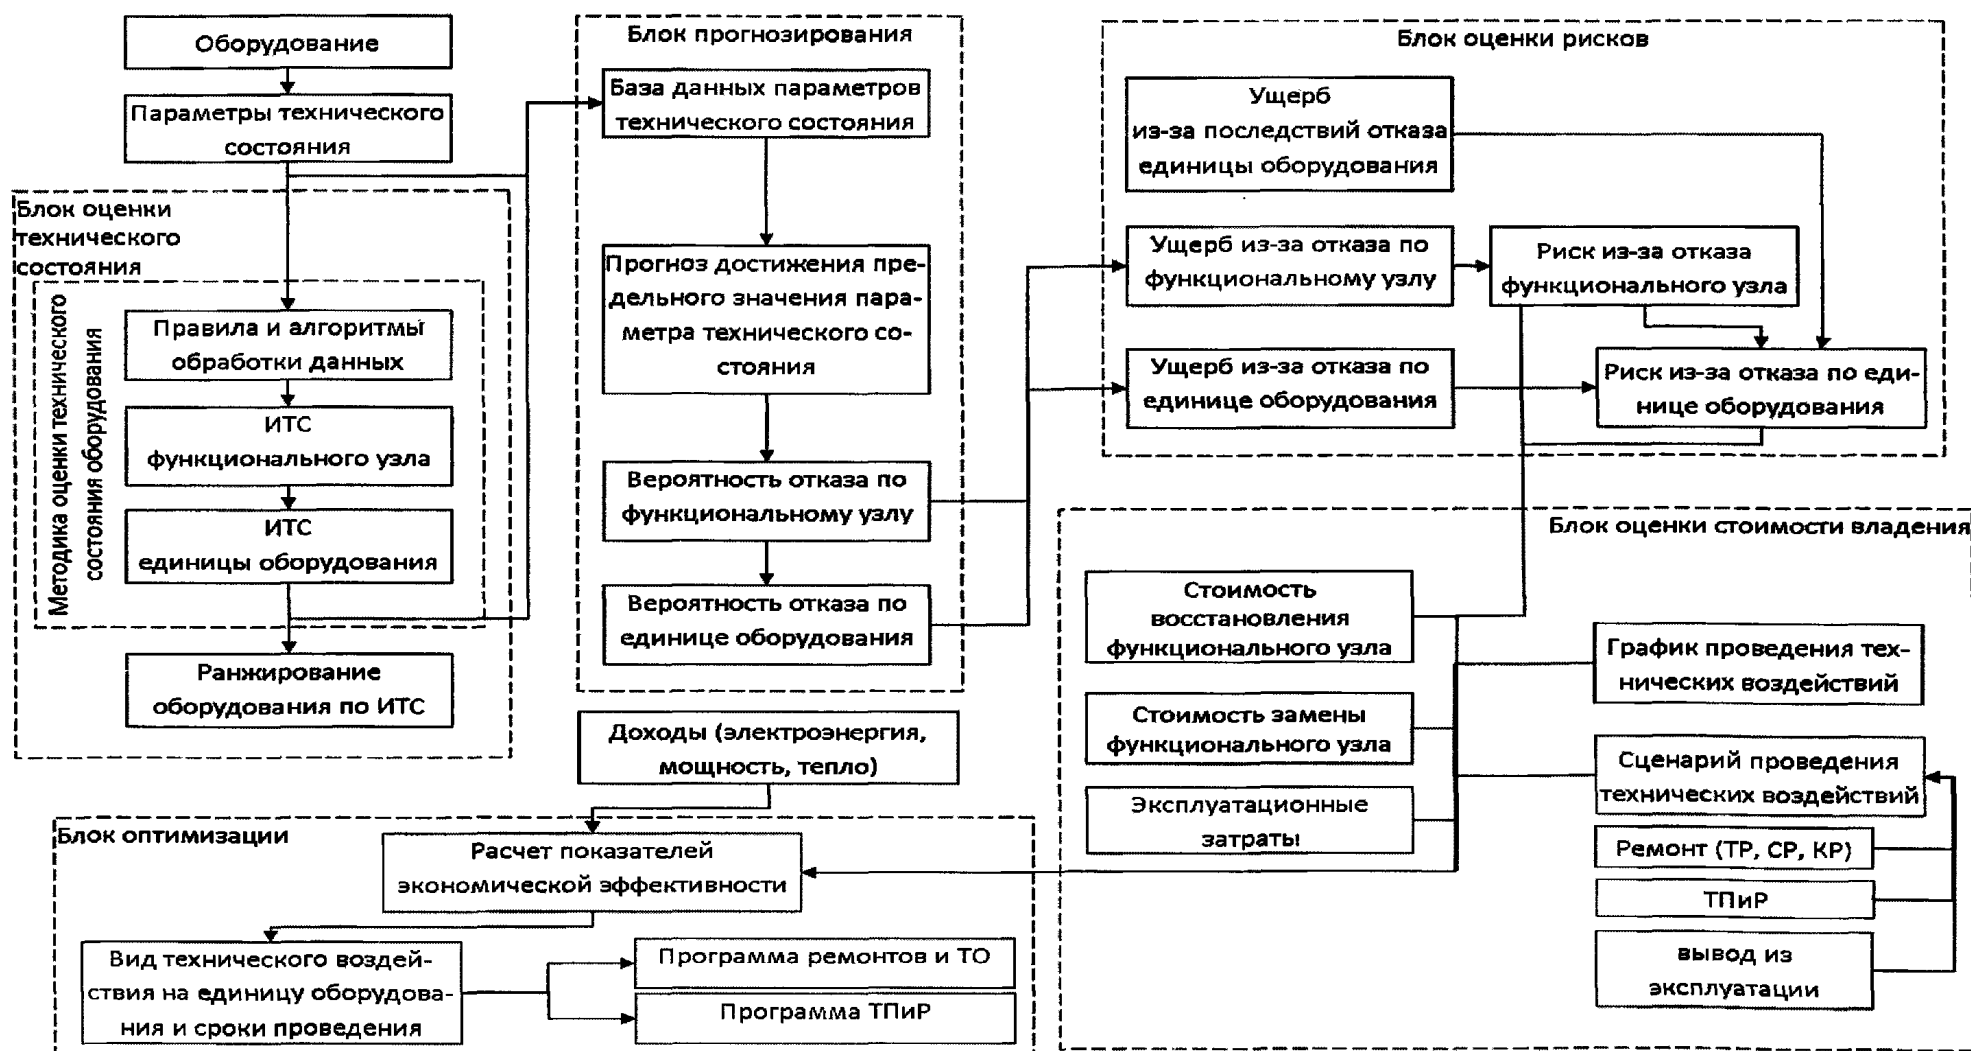 Оборудование
Параметры технического
состояния
Блок оценки
технического
состояния
Методика оценки технического
состояния оборудования
Правила и алгоритмы
обработки данных
ИТС
функционального узла
ИТС
единицы оборудования
Ранжирование
оборудования по ИТС
Блок прогнозирования
База данных параметров
технического состояния
Прогноз достижения пре-
дельного значения пара-
метра технического со-
стояния
Вероятность отказа по
функциональному узлу
Вероятность отказа по
единице оборудования
Блок оценки рисков
Ущерб
из-за последствий отказа
единицы оборудования
Ущерб из-за отказа по
функциональному узлу
Риск из-за отказа
функционального узла
Ущерб из-за отказа по
единице оборудования
Риск из-за отказа по еди-
нице оборудования
Блок оценки стоимости владения
Стоимость
восстановления
функционального узла
Стоимость замены
функционального узла
Эксплуатационные
затраты
График проведения тех-
нических воздействий
Сценарий проведения
технических воздействий
Ремонт (ТР, СР, КР)
ТПиР
вывод из
эксплуатации
Доходы (электроэнергия,
мощность, тепло)
Блок оптимизации
Расчет показателей
экономической эффективности
Вид технического воздей-
ствия на единицу оборудова-
ния и сроки проведения
Программа ремонтов и ТО
Программа ТПиР